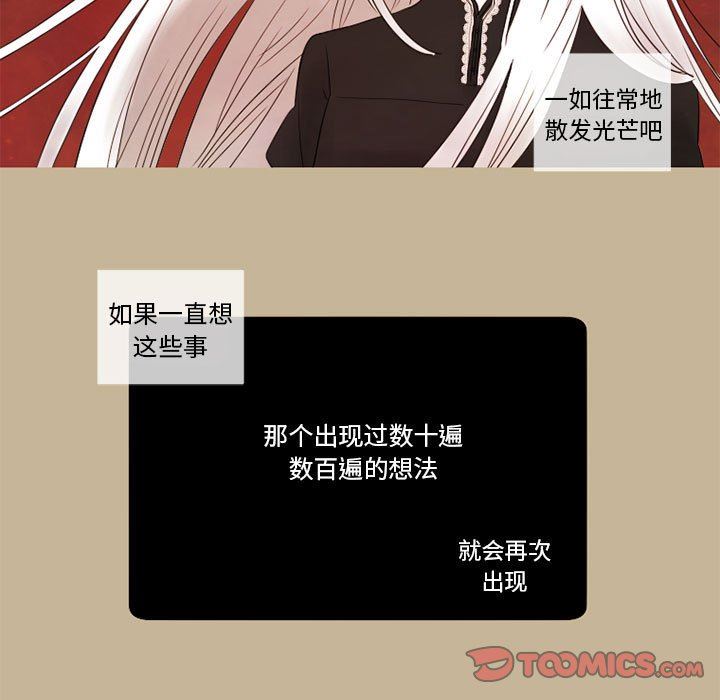 一如往常地
散发光芒吧
如果一直想
这些事
那个出现过数十遍
数百遍的想法
就会再次
出现
TOOMICS.COM